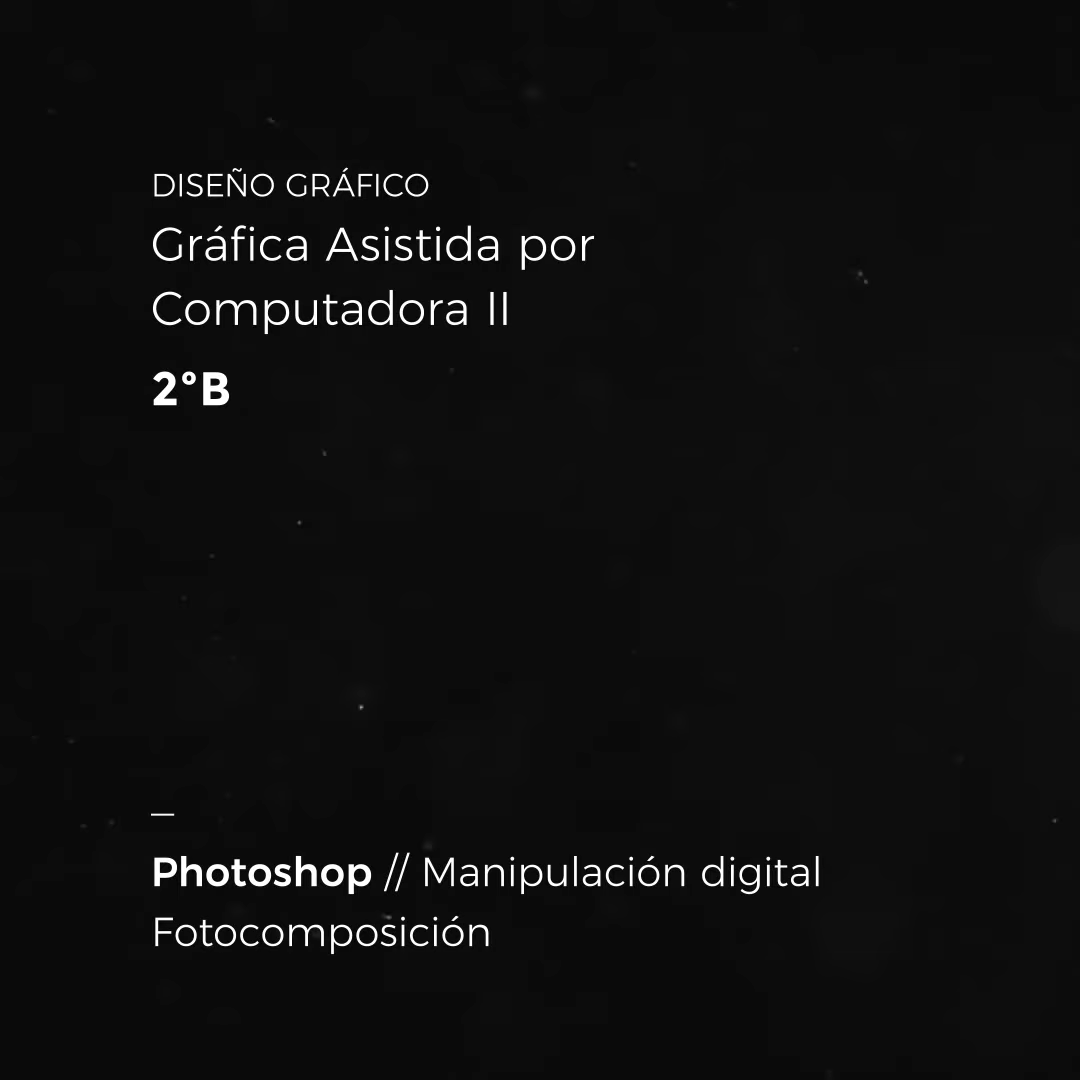 DISEÑO GRÁFICO
Gráfica Asistida por
Computadora II
2°B
—
Photoshop // Manipulación digital
Fotocomposición